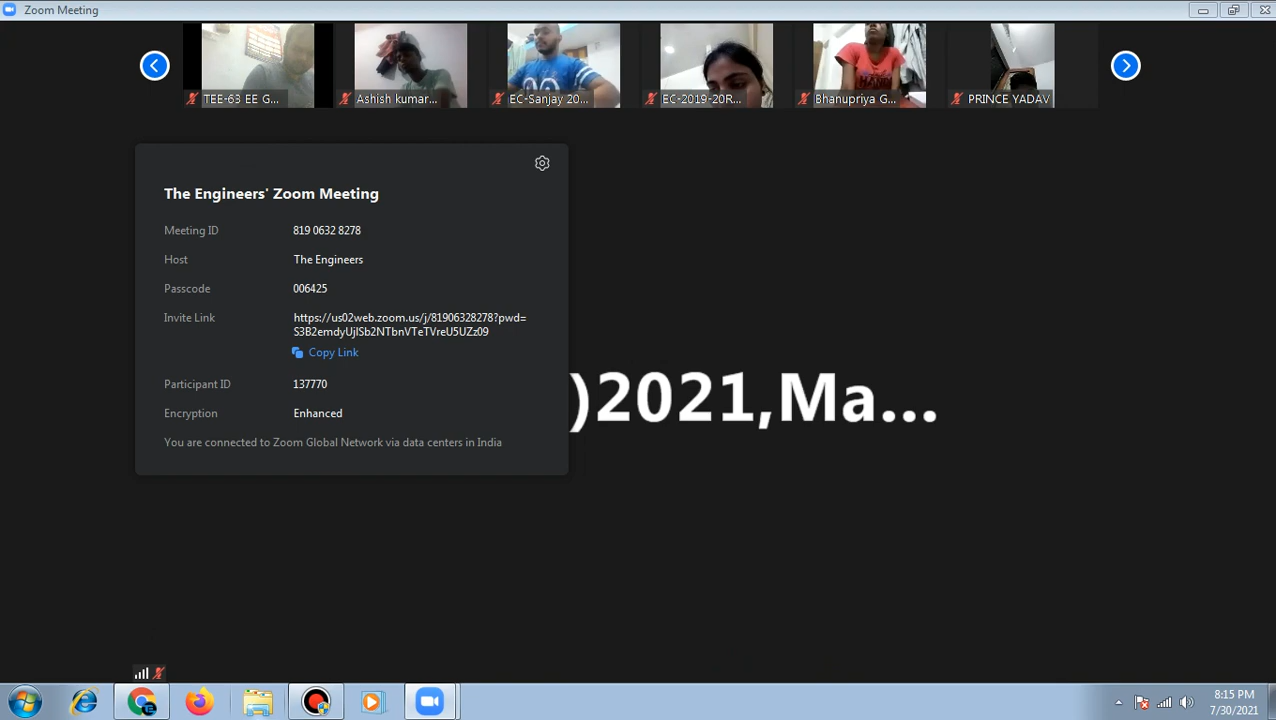 Zoom Meeting
TEE-63 EE G...
Ashish kumar...
EC-Sanjay 20...
EC-2019-20R...
Bhanupriya G...
PRINCE YADAV
The Engineers' Zoom Meeting
Meeting ID 819 0632 8278
Host The Engineers
Passcode 006425
Invite Link https://us02web.zoom.us/j/81906328278?pwd=
Copy Link
Participant ID 137770
Encryption Enhanced
You are connected to Zoom Global Network via data centers in India
)2021,Ma...
8:15 PM
7/30/2021